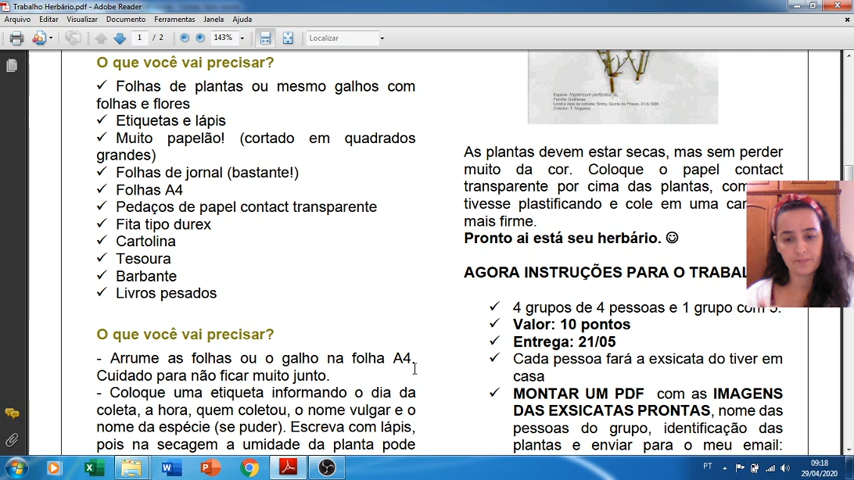 Trabalho Herbário.pdf - Adobe Reader
Arquivo Editar Visualizar Documento Ferramentas Janela Ajuda
1 / 2 143% Localizar
O que você vai precisar?
✓ Folhas de plantas ou mesmo galhos com
folhas e flores
✓ Etiquetas e lápis
✓ Muito papelão! (cortado em quadrados
grandes)
✓ Folhas de jornal (bastante!)
✓ Folhas A4
✓ Pedaços de papel contact transparente
✓ Fita tipo durex
✓ Cartolina
✓ Tesoura
✓ Barbante
✓ Livros pesados
O que você vai precisar?
- Arrume as folhas ou o galho na folha A4.
Cuidado para não ficar muito junto.
- Coloque uma etiqueta informando o dia da
coleta, a hora, quem coletou, o nome vulgar e o
nome da espécie (se puder). Escreva com lápis,
pois na secagem a umidade da planta pode
As plantas devem estar secas, mas sem perder
muito da cor. Coloque o papel contact
transparente por cima das plantas,
tivesse plastificando e cole em uma
mais firme.
Pronto ai está seu herbário. ☺
AGORA INSTRUÇÕES PARA O
✓ 4 grupos de 4 pessoas e 1 grupo com
✓ Valor: 10 pontos
✓ Entrega: 21/05
✓ Cada pessoa fará a exsicata do tiver em
casa
✓ MONTAR UM PDF com as IMAGENS
DAS EXSICATAS PRONTAS, nome das
pessoas do grupo, identificação das
plantas e enviar para o meu email:
PT 09:18
29/04/2020